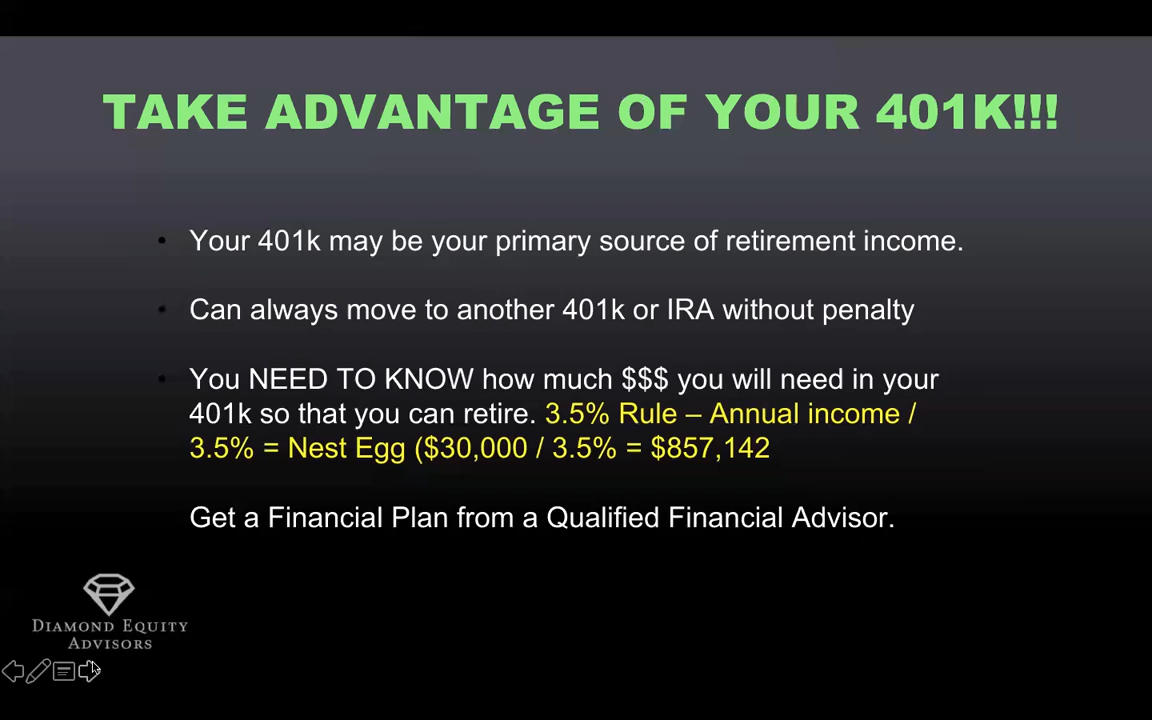 TAKE ADVANTAGE OF YOUR 401K!!!
• Your 401k may be your primary source of retirement income.
• Can always move to another 401k or IRA without penalty
• You NEED TO KNOW how much $$$ you will need in your
401k so that you can retire. 3.5% Rule – Annual income /
3.5% = Nest Egg ($30,000 / 3.5% = $857,142
Get a Financial Plan from a Qualified Financial Advisor.
DIAMOND EQUITY
ADVISORS